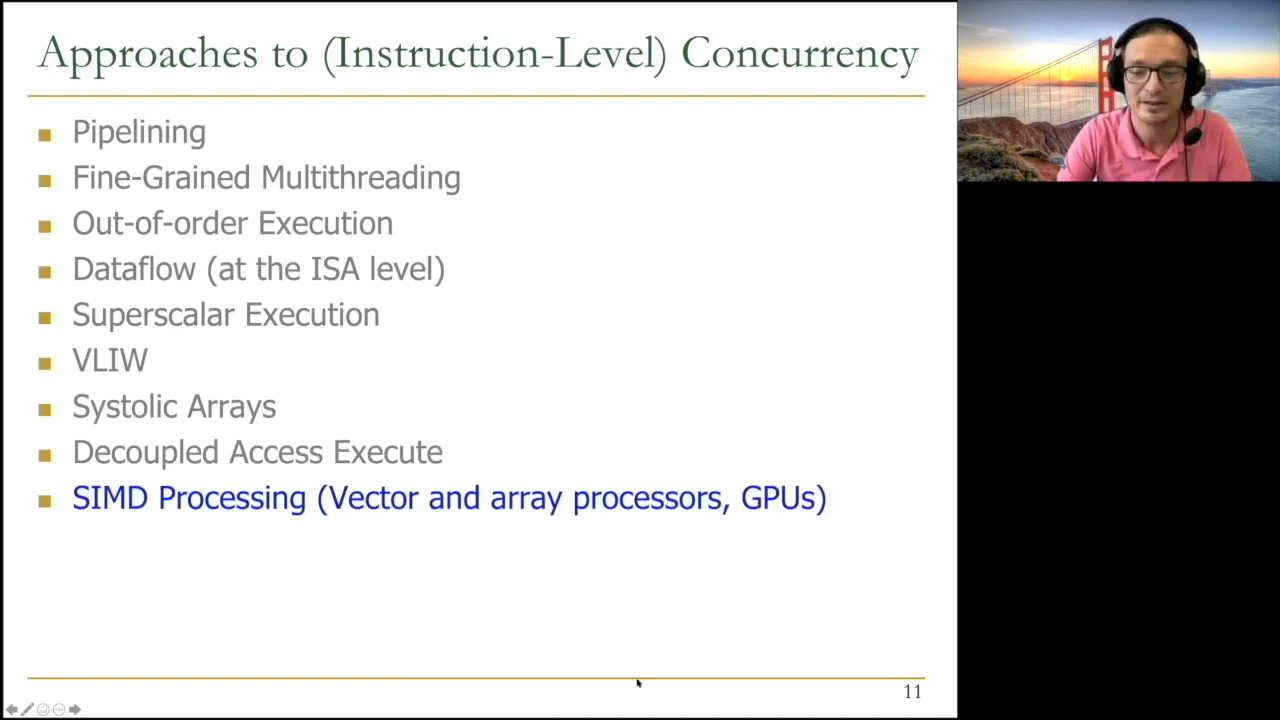 Approaches to (Instruction-Level) Concurrency
Pipelining
Fine-Grained Multithreading
Out-of-order Execution
Dataflow (at the ISA level)
Superscalar Execution
VLIW
Systolic Arrays
Decoupled Access Execute
SIMD Processing (Vector and array processors, GPUs)
11